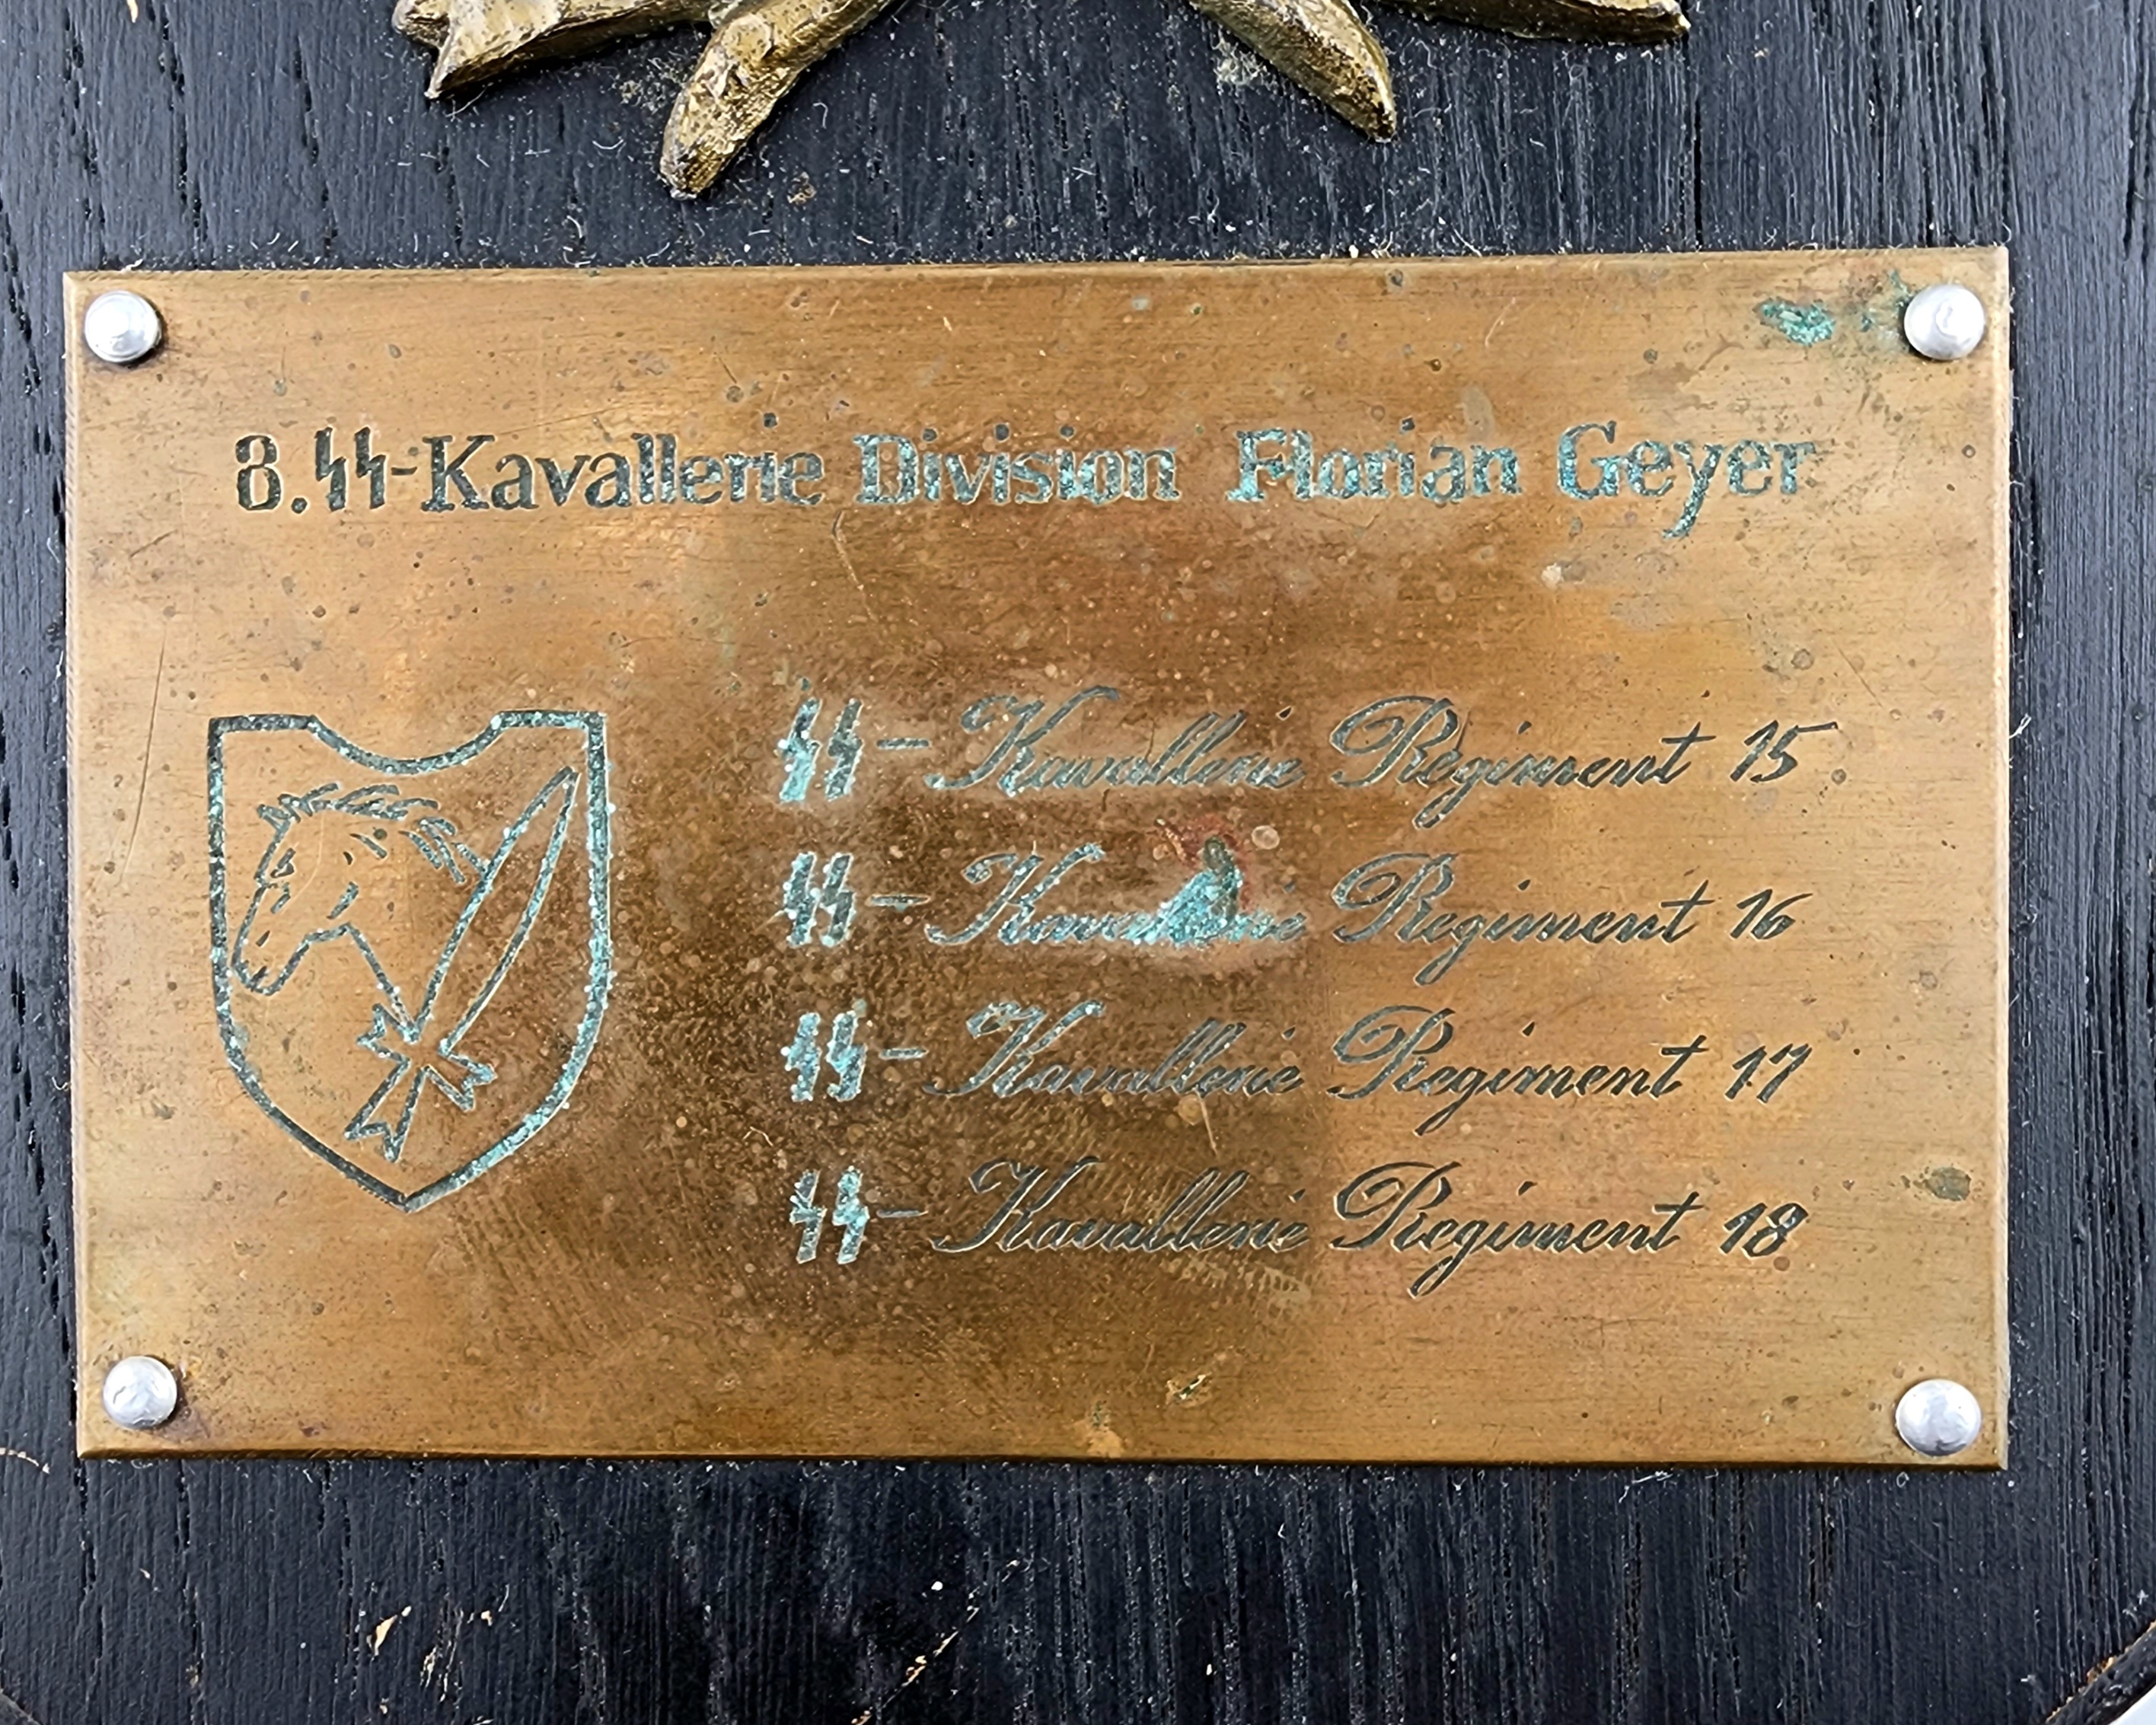 8. SS-Kavallerie Division Florian Geyer
SS-Kavallerie Regiment 15
SS-Kavallerie Regiment 16
SS-Kavallerie Regiment 17
SS-Kavallerie Regiment 18